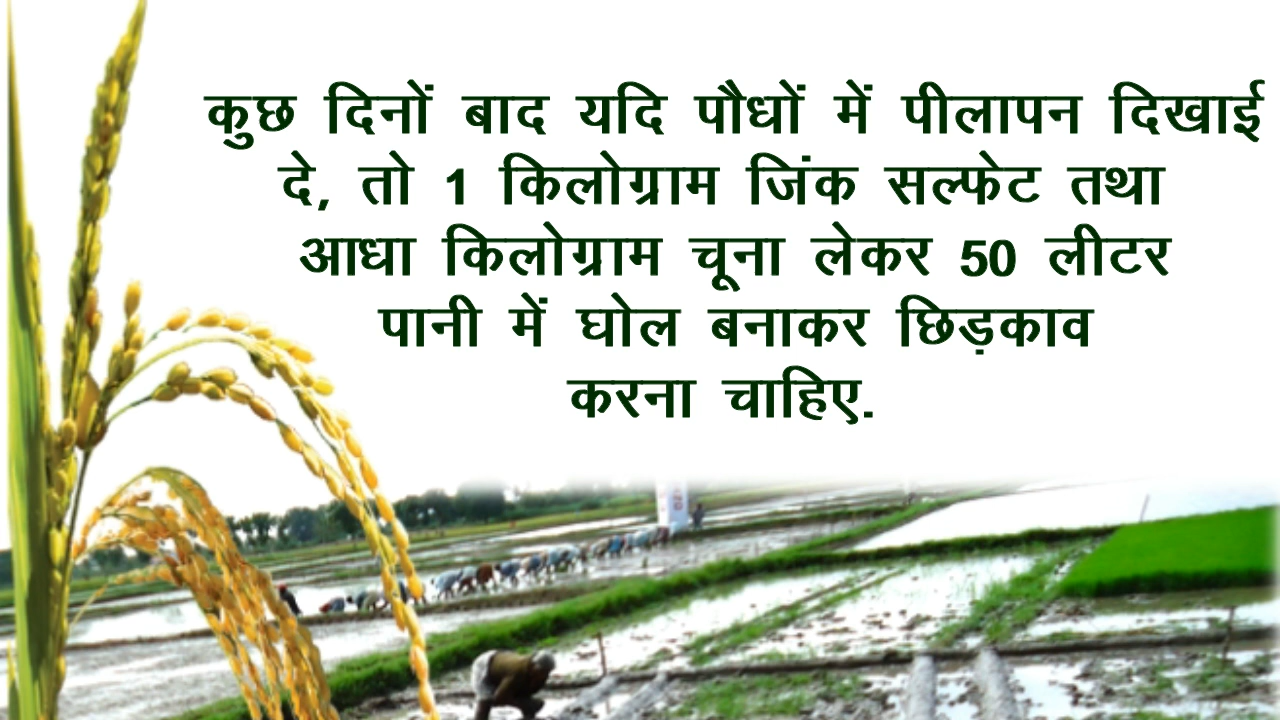 कुछ दिनों बाद यदि पौधों में पीलापन दिखाई
दे, तो 1 किलोग्राम जिंक सल्फेट तथा
आधा किलोग्राम चूना लेकर 50 लीटर
पानी में घोल बनाकर छिड़काव
करना चाहिए.